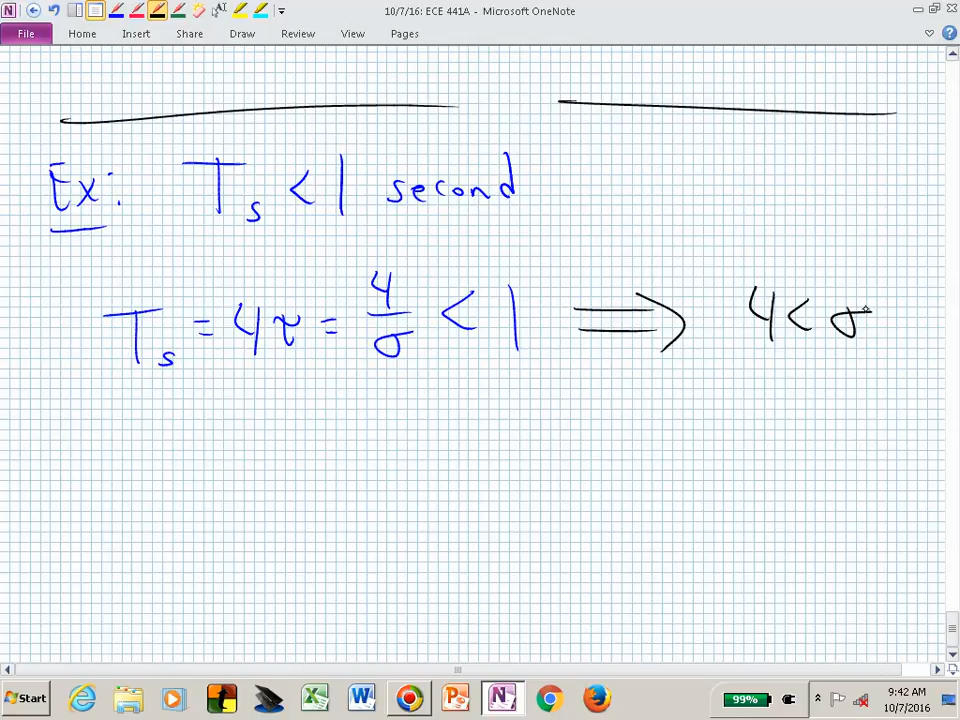 10/7/16: ECE 441A - Microsoft OneNote
File Home Insert Share Draw Review View Pages
Ex: Ts < 1 second
Ts = 4τ = 4/σ < 1 ⟹ 4 < σ
Start
99%
9:42 AM
10/7/2016